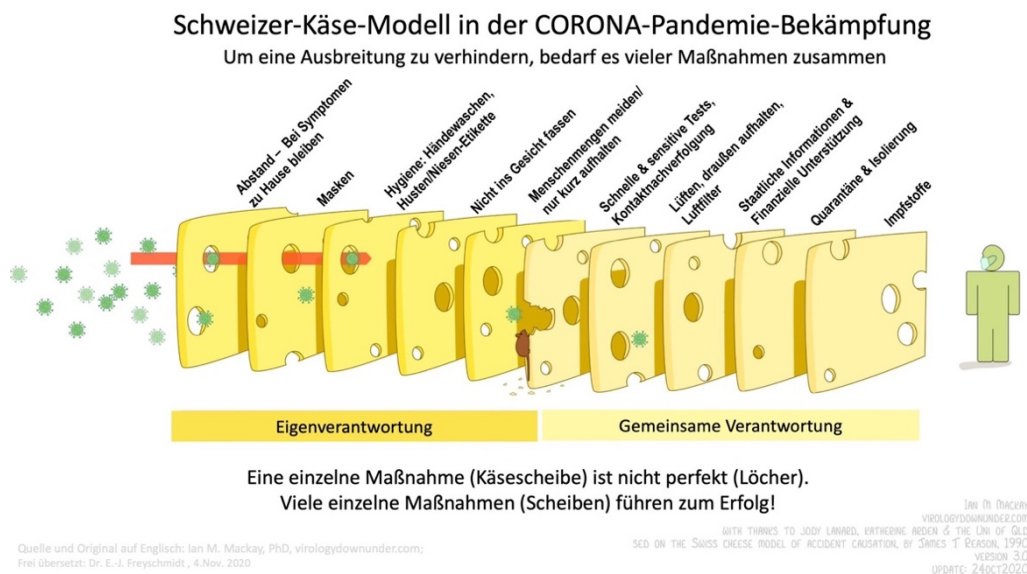 Schweizer-Käse-Modell in der CORONA-Pandemie-Bekämpfung
Um eine Ausbreitung zu verhindern, bedarf es vieler Maßnahmen zusammen
Abstand – Bei Symptomen
zu Hause bleiben
Masken
Hygiene: Händewaschen,
Husten/Niesen-Etikette
Nicht ins Gesicht fassen
Menschenmengen meiden/
nur kurz aufhalten
Schnelle & sensitive Tests,
Kontaktnachverfolgung
Lüften, draußen aufhalten,
Luftfilter
Staatliche Informationen &
Finanzielle Unterstützung
Quarantäne & Isolierung
Impfstoffe
Eigenverantwortung
Gemeinsame Verantwortung
Eine einzelne Maßnahme (Käsescheibe) ist nicht perfekt (Löcher).
Viele einzelne Maßnahmen (Scheiben) führen zum Erfolg!
Ian M Mackay
virologydownunder.com
with thanks to Jody Lanard, Katherine Arden & the Uni of Qld
sed on the Swiss cheese model of accident causation, by James T Reason, 1990
version 3.0
update: 24oct2020
Quelle und Original auf Englisch: Ian M. Mackay, PhD, virologydownunder.com;
Frei übersetzt: Dr. E.-J. Freyschmidt , 4.Nov. 2020